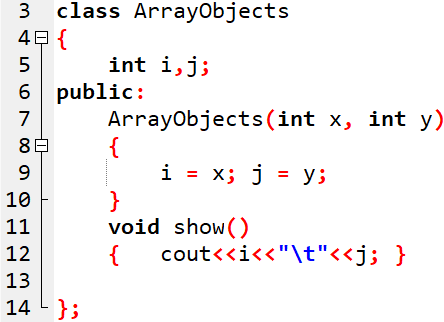 3 class ArrayObjects
4 {
5     int i,j;
6 public:
7     ArrayObjects(int x, int y)
8     {
9         i = x; j = y;
10     }
11     void show()
12     {   cout<<i<<"\t"<<j; }
13
14 };